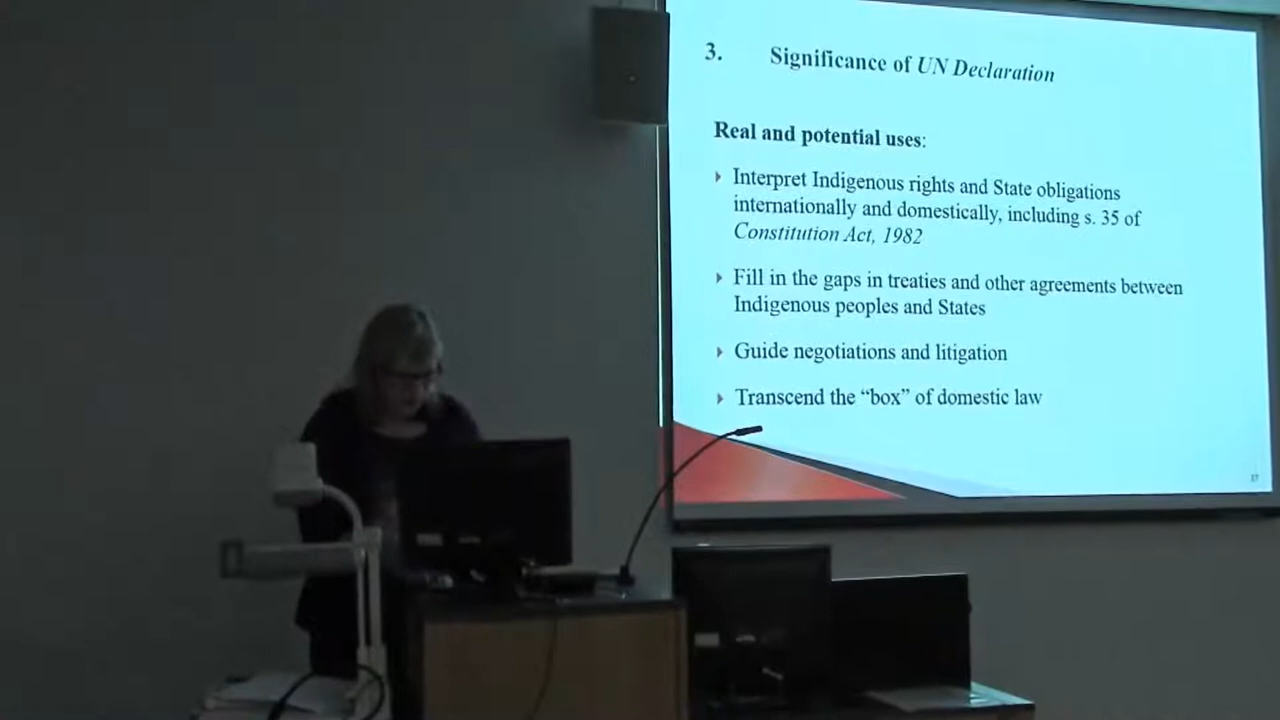 3. Significance of UN Declaration
Real and potential uses:
Interpret Indigenous rights and State obligations
internationally and domestically, including s. 35 of
Constitution Act, 1982
Fill in the gaps in treaties and other agreements between
Indigenous peoples and States
Guide negotiations and litigation
Transcend the “box” of domestic law